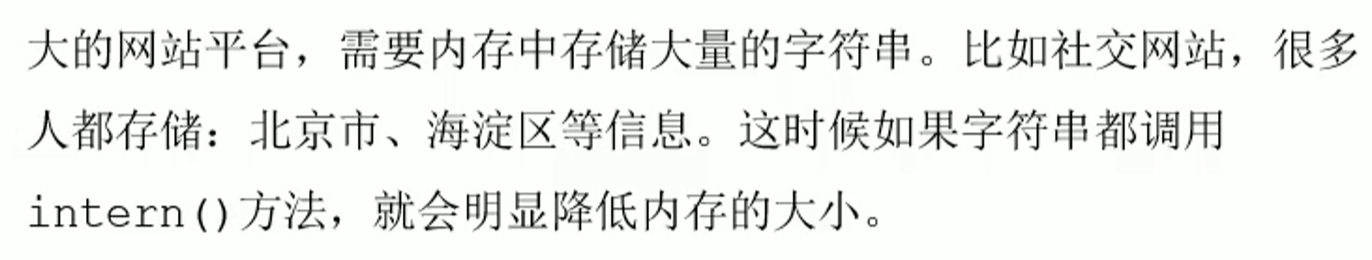 大的网站平台，需要内存中存储大量的字符串。比如社交网站，很多
人都存储：北京市、海淀区等信息。这时候如果字符串都调用
intern()方法，就会明显降低内存的大小。